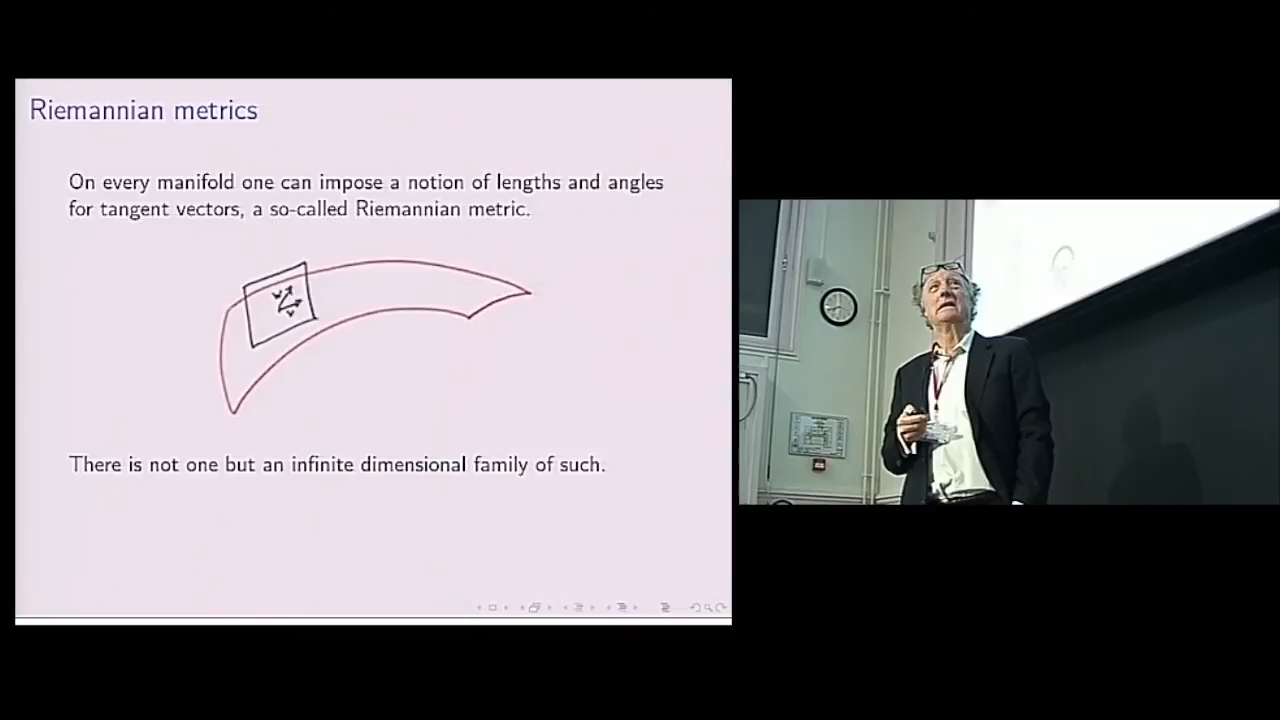 Riemannian metrics
On every manifold one can impose a notion of lengths and angles
for tangent vectors, a so-called Riemannian metric.
w
v
There is not one but an infinite dimensional family of such.